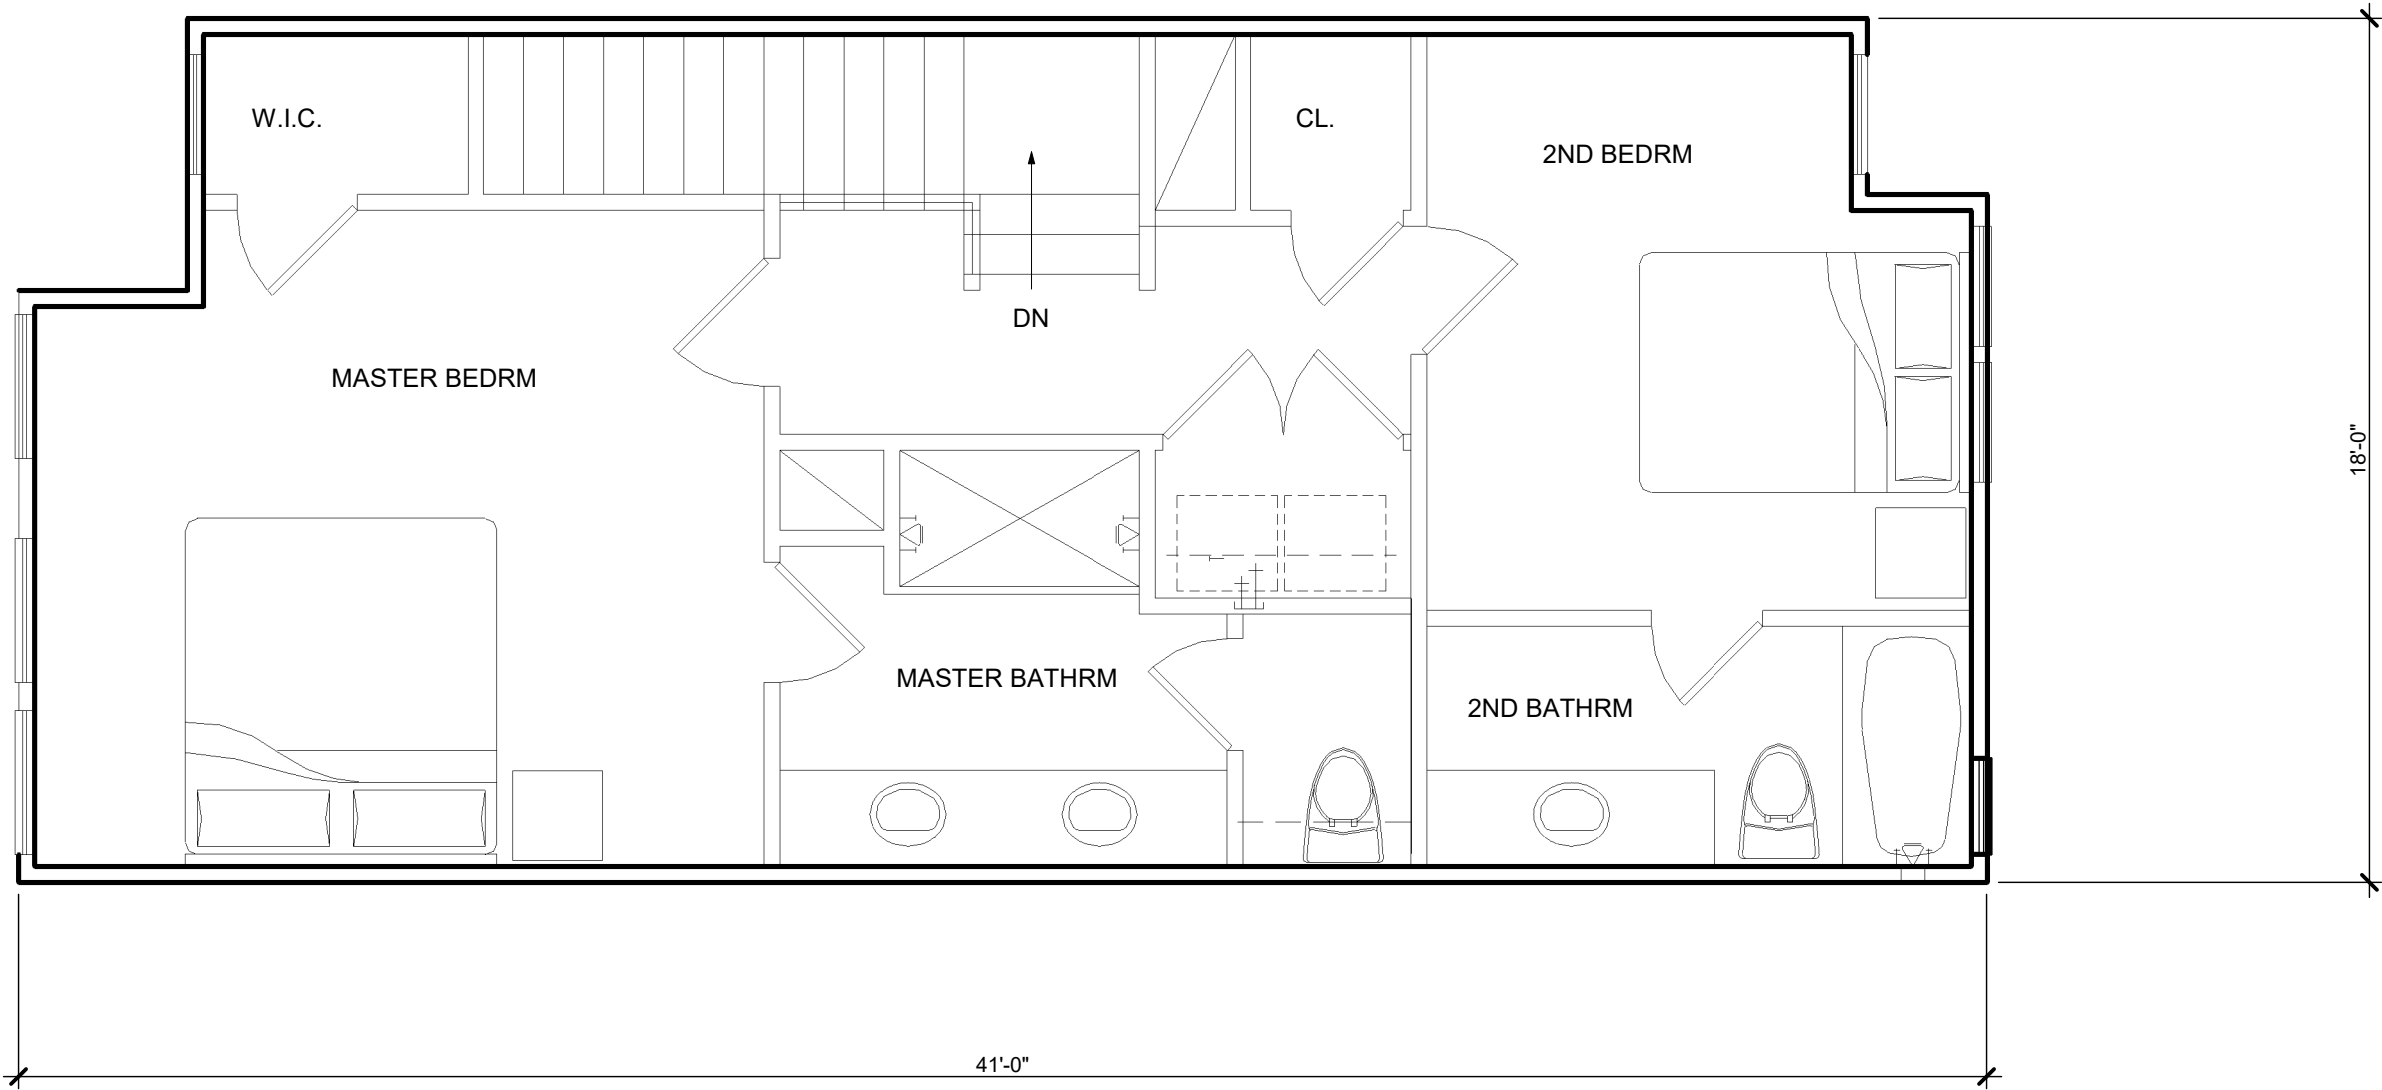 W.I.C.
CL.
2ND BEDRM
DN
MASTER BEDRM
18'-0"
MASTER BATHRM
2ND BATHRM
41'-0"